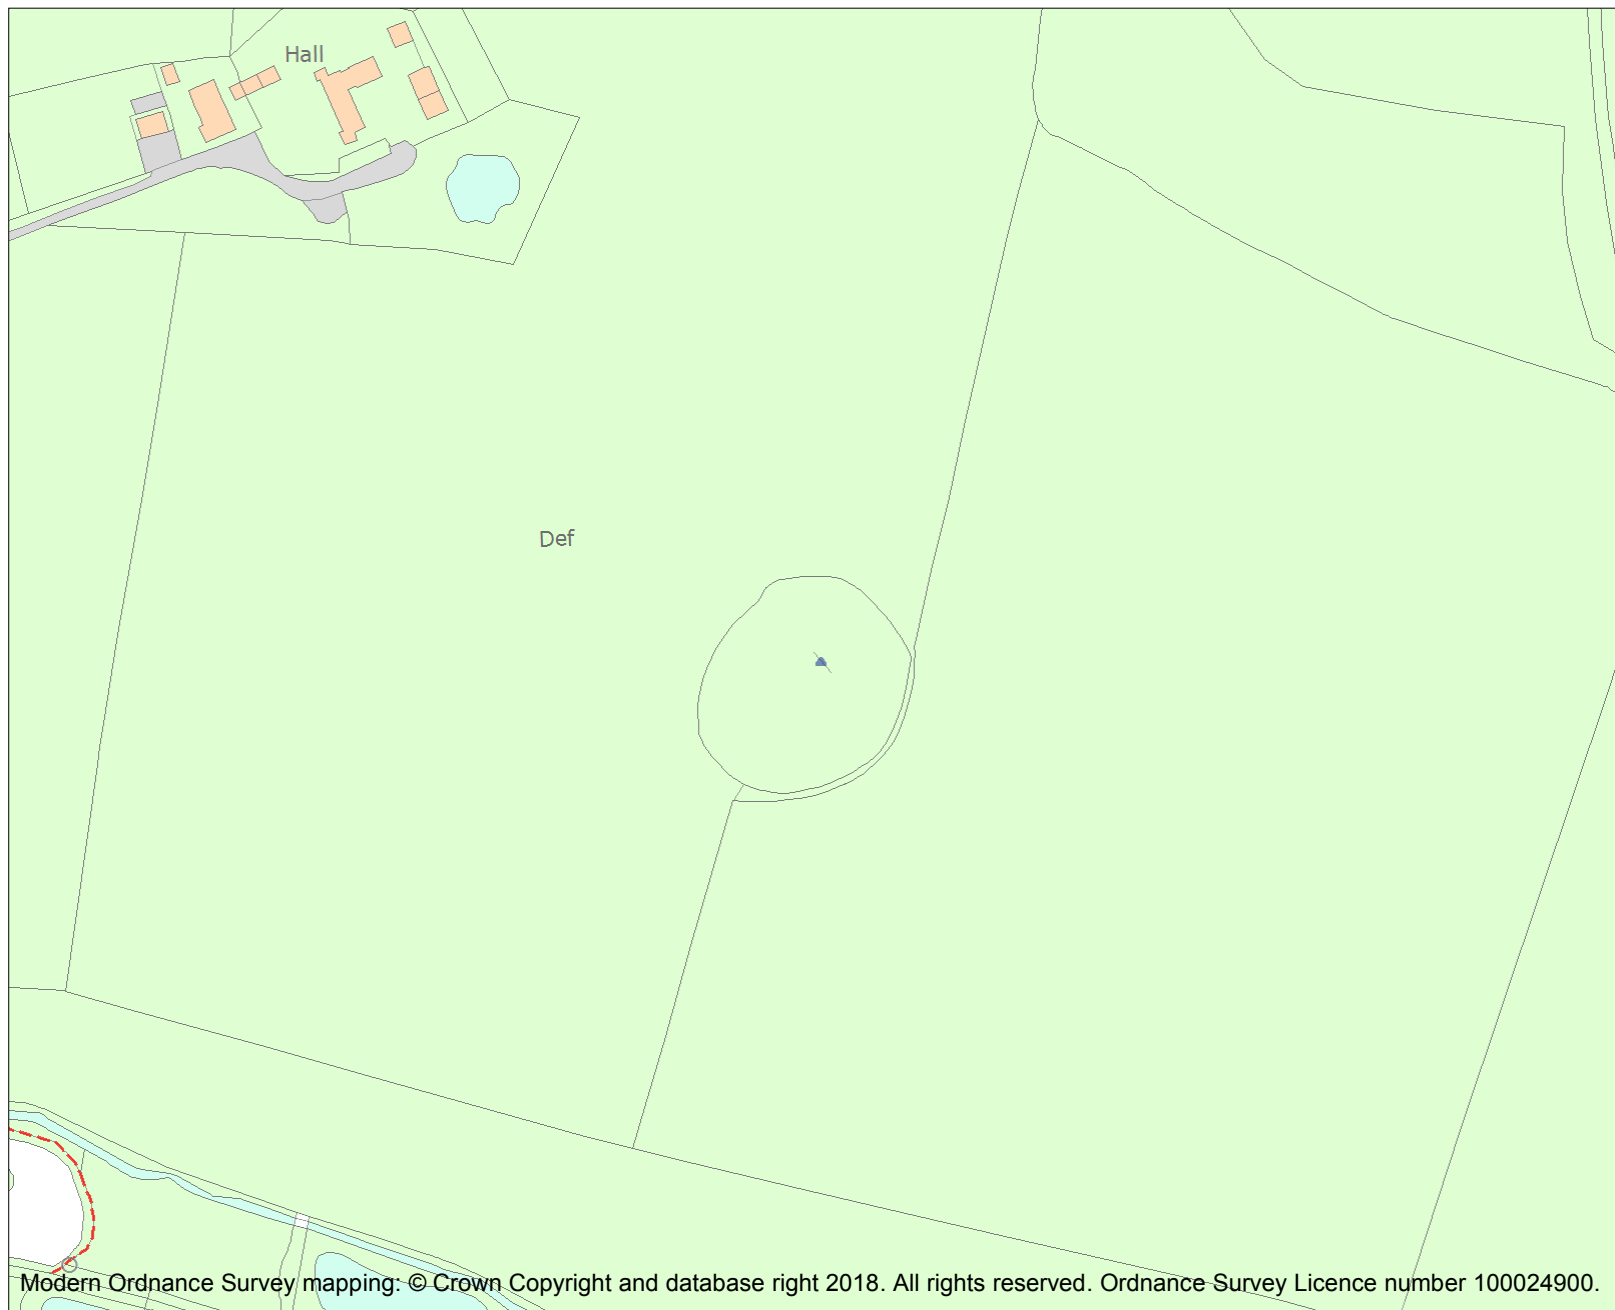 Hall
Def
Modern Ordnance Survey mapping: © Crown Copyright and database right 2018. All rights reserved. Ordnance Survey Licence number 100024900.